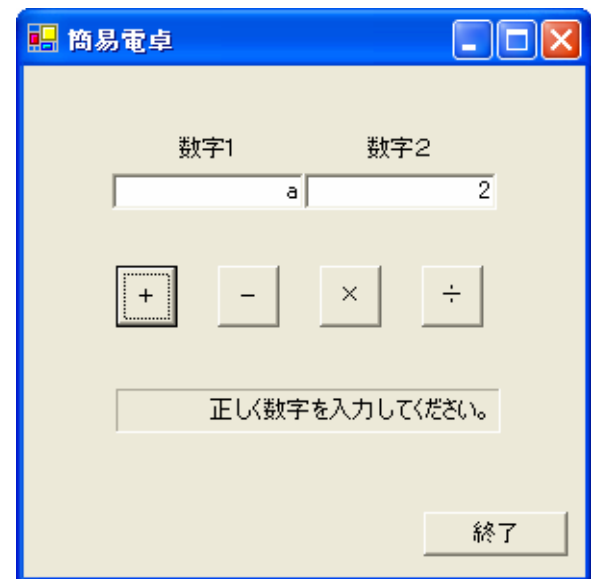 簡易電卓
数字1 数字2
a 2
+ - × ÷
正しく数字を入力してください。
終了